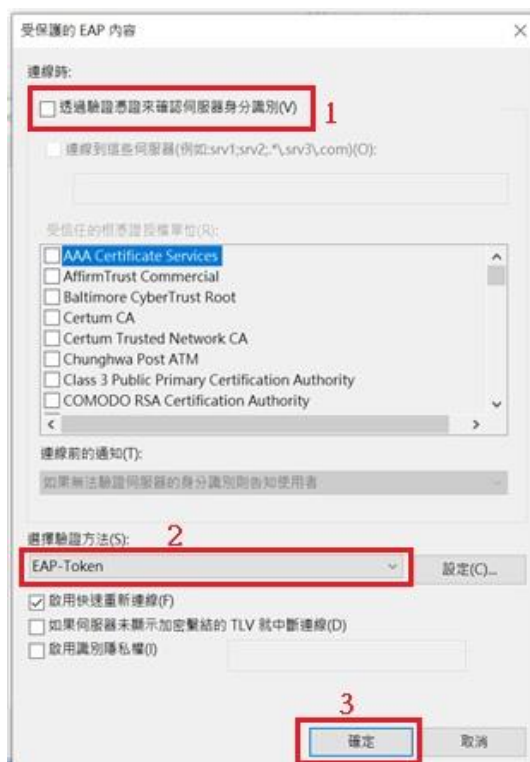 受保護的 EAP 內容
連線時:
透過驗證憑證來確認伺服器身分識別(V)
1
連線到這些伺服器(例如:srv1;srv2;.*\.srv3\.com)(O):
受信任的根憑證授權單位(R):
AAA Certificate Services
AffirmTrust Commercial
Baltimore CyberTrust Root
Certum CA
Certum Trusted Network CA
Chunghwa Post ATM
Class 3 Public Primary Certification Authority
COMODO RSA Certification Authority
連線前的通知(T):
如果無法驗證伺服器的身分識別則告知使用者
選擇驗證方法(S):
2
EAP-Token
設定(C)...
啟用快速重新連線(F)
如果伺服器未顯示加密繫結的 TLV 就中斷連線(D)
啟用識別隱私權(I)
3
確定
取消